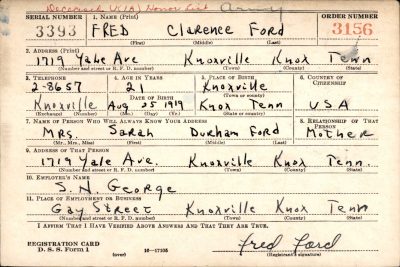 Deceased U(A) Honor List Army
SERIAL NUMBER 1. NAME (Print) ORDER NUMBER
3393 FRED Clarence Ford 3156
(First) (Middle) (Last)
2. ADDRESS (Print)
1719 Yale Ave Knoxville Knox Tenn
(Number and street or R. F. D. number) (Town) (County) (State)
3. TELEPHONE 4. AGE IN YEARS 5. PLACE OF BIRTH 6. COUNTRY OF CITIZENSHIP
2-8657 21 Knoxville
(Town or county)
DATE OF BIRTH
Knoxville Aug 25 1919 Knox Tenn USA
(Exchange) (Number) (Mo.) (Day) (Yr.) (State or country)
7. NAME OF PERSON WHO WILL ALWAYS KNOW YOUR ADDRESS 8. RELATIONSHIP OF THAT PERSON
Mrs. Sarah Durham Ford Mother
(Mr., Mrs., Miss) (First) (Middle) (Last)
9. ADDRESS OF THAT PERSON
1719 Yale Ave. Knoxville Knox Tenn.
(Number and street or R. F. D. number) (Town) (County) (State)
10. EMPLOYER'S NAME
S. H. George
11. PLACE OF EMPLOYMENT OR BUSINESS
Gay Street Knoxville Knox Tenn
(Number and street or R. F. D. number) (Town) (County) (State)
I AFFIRM THAT I HAVE VERIFIED ABOVE ANSWERS AND THAT THEY ARE TRUE.
REGISTRATION CARD
D. S. S. Form 1 (over) 16—17105 Fred Ford
(Registrant's signature)